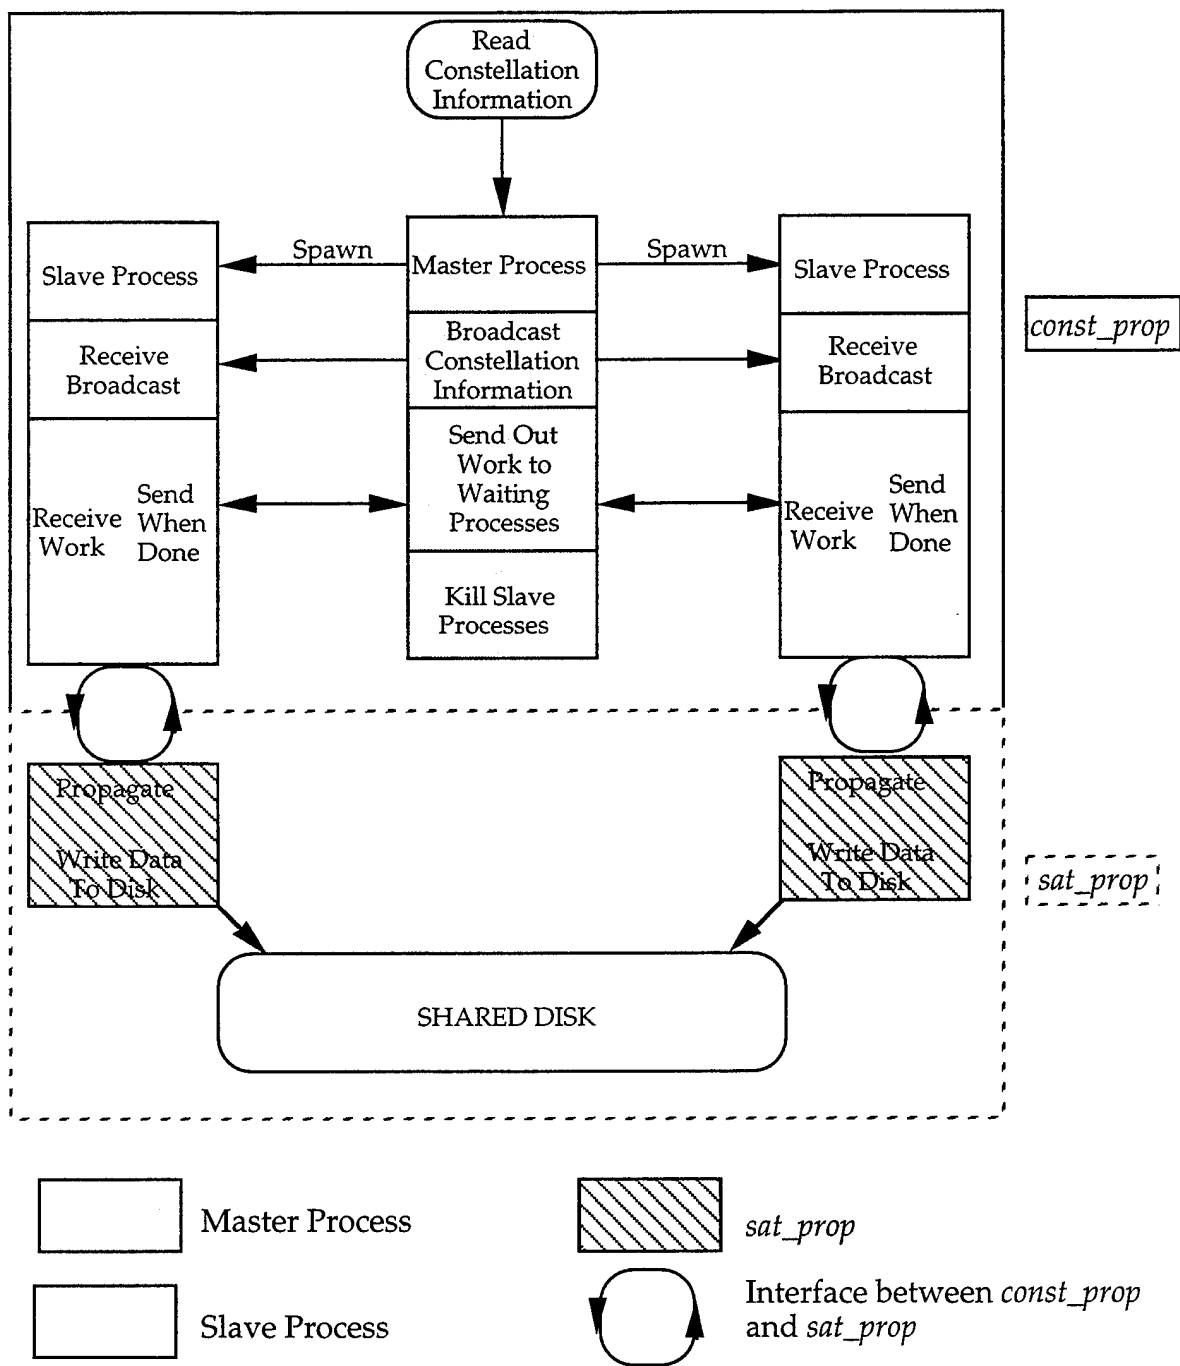 Read
Constellation
Information
Spawn
Spawn
Slave Process
Master Process
Slave Process
Receive
Broadcast
Broadcast
Constellation
Information
Receive
Broadcast
Receive
Work
Send
When
Done
Send Out
Work to
Waiting
Processes
Receive
Work
Send
When
Done
Kill Slave
Processes
const_prop
Propagate
Write Data
To Disk
Propagate
Write Data
To Disk
sat_prop
SHARED DISK
Master Process
sat_prop
Slave Process
Interface between const_prop
and sat_prop